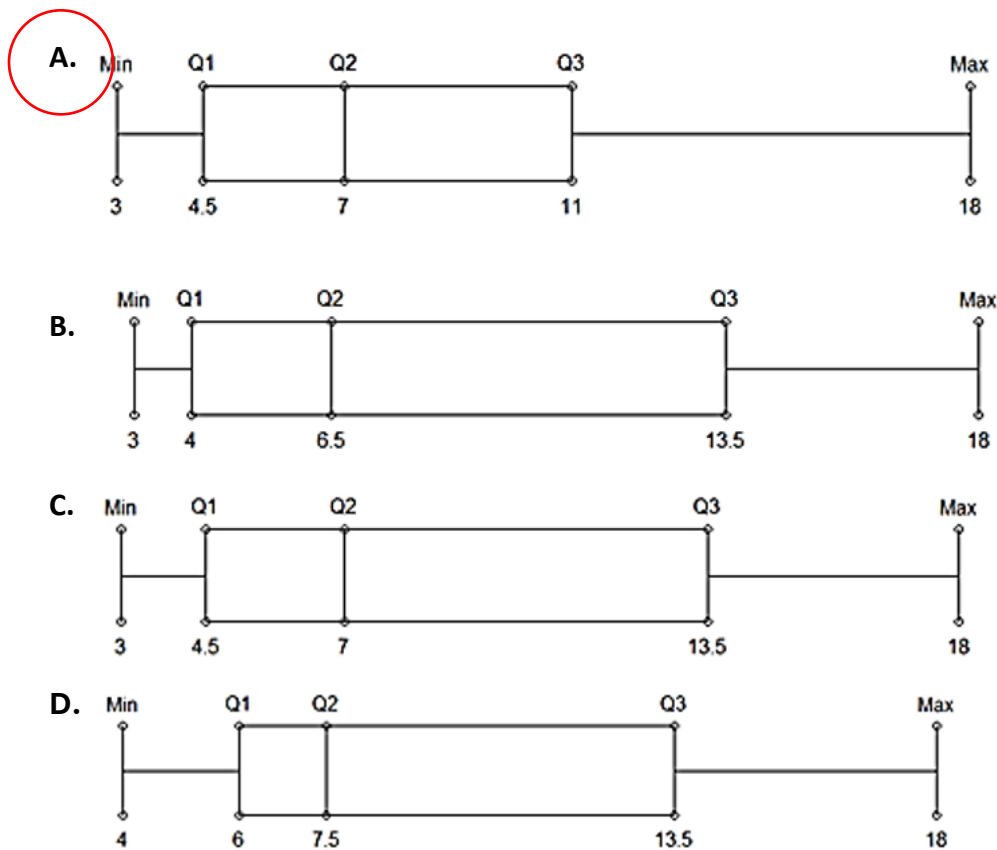 A.
Min Q1 Q2 Q3 Max
3 4.5 7 11 18
B.
Min Q1 Q2 Q3 Max
3 4 6.5 13.5 18
C.
Min Q1 Q2 Q3 Max
3 4.5 7 13.5 18
D.
Min Q1 Q2 Q3 Max
4 6 7.5 13.5 18